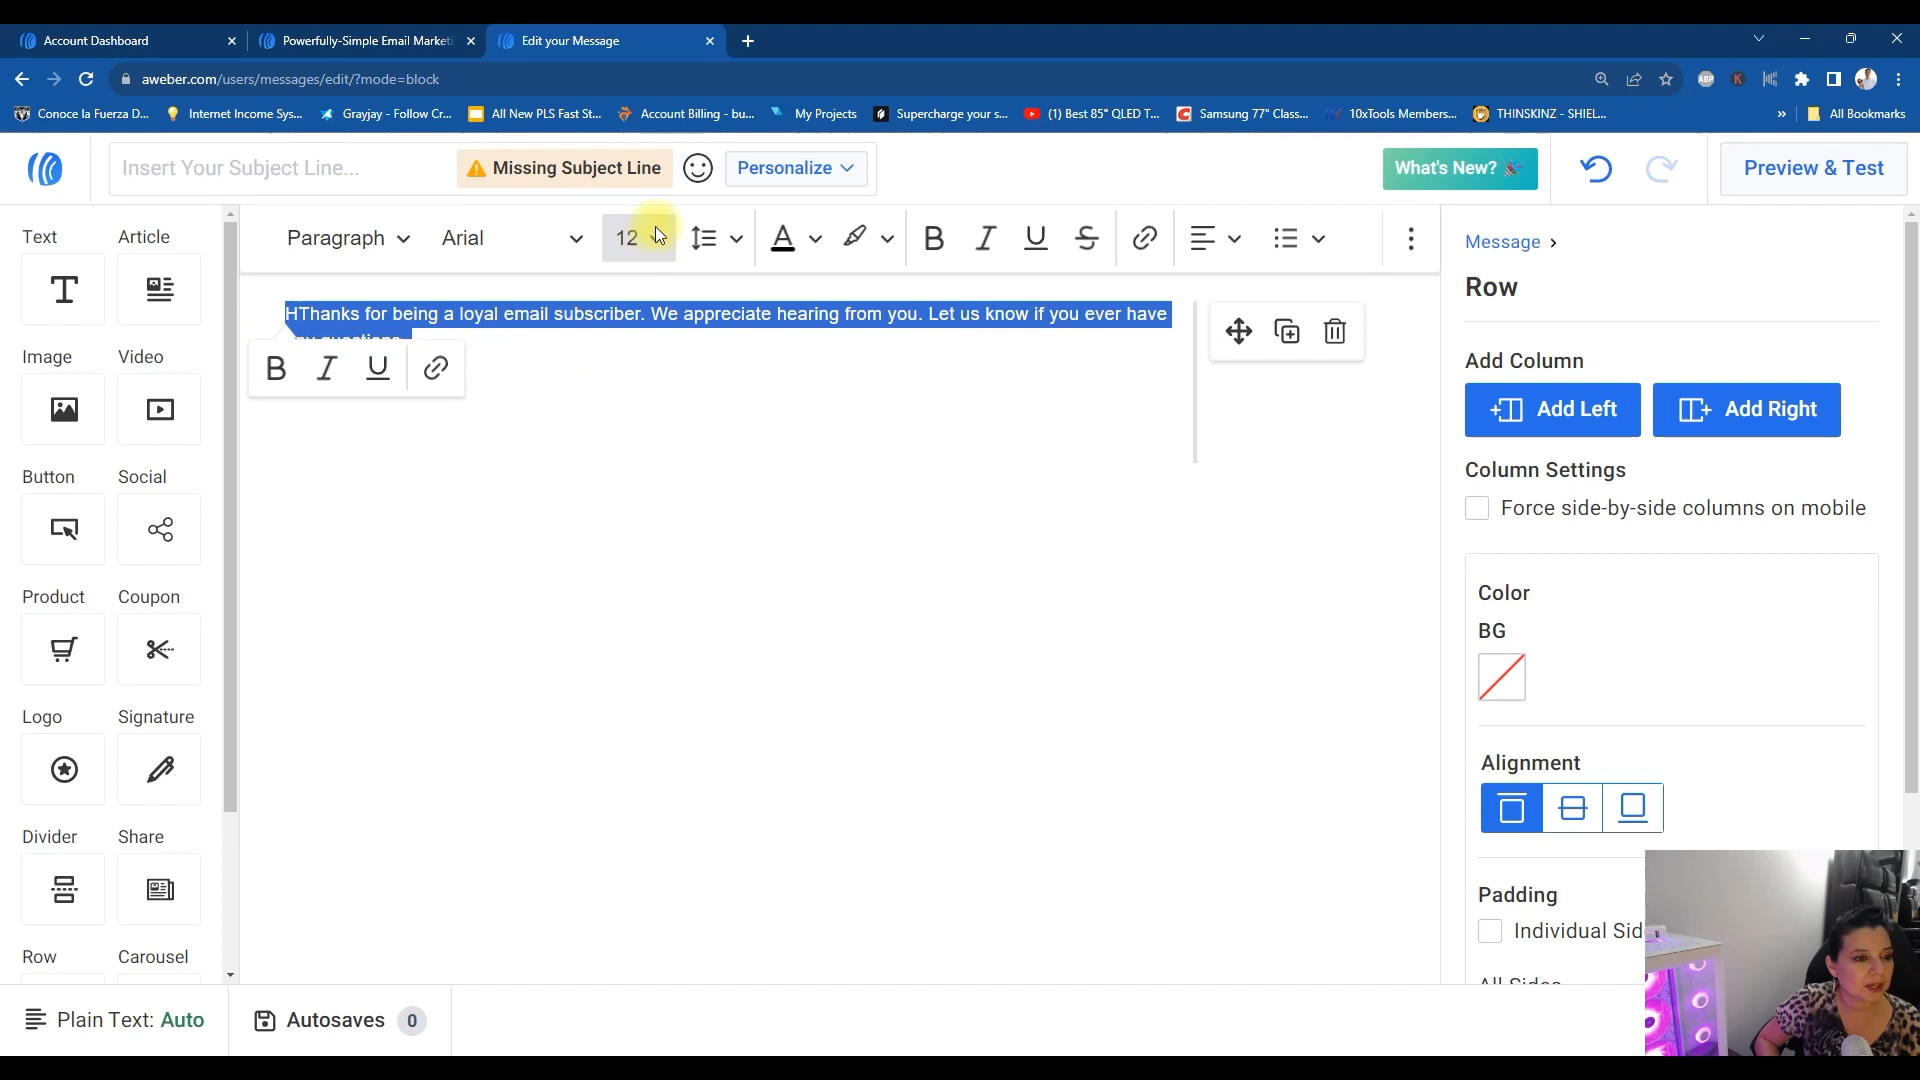 Account Dashboard
Powerfully-Simple Email Marketi
Edit your Message
aweber.com/users/messages/edit/?mode=block
Conoce la Fuerza D...
Internet Income Sys...
Grayjay - Follow Cr...
All New PLS Fast St...
Account Billing - bu...
My Projects
Supercharge your s...
(1) Best 85" QLED T...
Samsung 77" Class...
10xTools Members...
THINSKINZ - SHIEL...
»
All Bookmarks
Insert Your Subject Line...
Missing Subject Line
Personalize
What's New?
Preview & Test
Text
Article
Paragraph
Arial
12
Message
Row
HThanks for being a loyal email subscriber. We appreciate hearing from you. Let us know if you ever have
questions.
Image
Video
Add Column
Add Left
Add Right
Button
Social
Column Settings
Force side-by-side columns on mobile
Product
Coupon
Color
BG
Logo
Signature
Alignment
Divider
Share
Padding
Individual Sid
Row
Carousel
All Sides
Plain Text: Auto
Autosaves 0